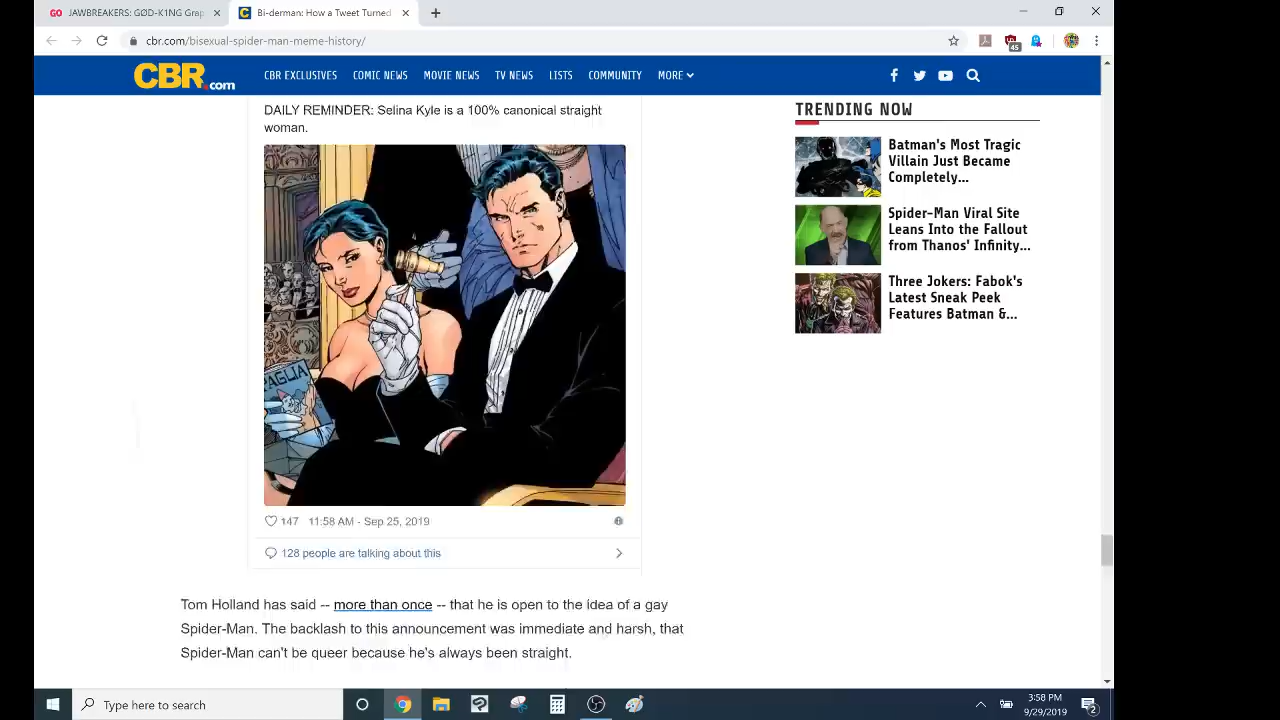 JAWBREAKERS: GØD-K1NG Grap
Bi-derman: How a Tweet Turned
cbr.com/bisexual-spider-man-meme-history/
45
CBR.com
CBR EXCLUSIVES COMIC NEWS MOVIE NEWS TV NEWS LISTS COMMUNITY MORE
DAILY REMINDER: Selina Kyle is a 100% canonical straight
woman.
PAGLIA
147 11:58 AM - Sep 25, 2019
128 people are talking about this
Tom Holland has said -- more than once -- that he is open to the idea of a gay
Spider-Man. The backlash to this announcement was immediate and harsh, that
Spider-Man can't be queer because he's always been straight.
TRENDING NOW
Batman's Most Tragic
Villain Just Became
Completely...
Spider-Man Viral Site
Leans Into the Fallout
from Thanos' Infinity...
Three Jokers: Fabok's
Latest Sneak Peek
Features Batman &...
Type here to search
3:58 PM
9/29/2019
2